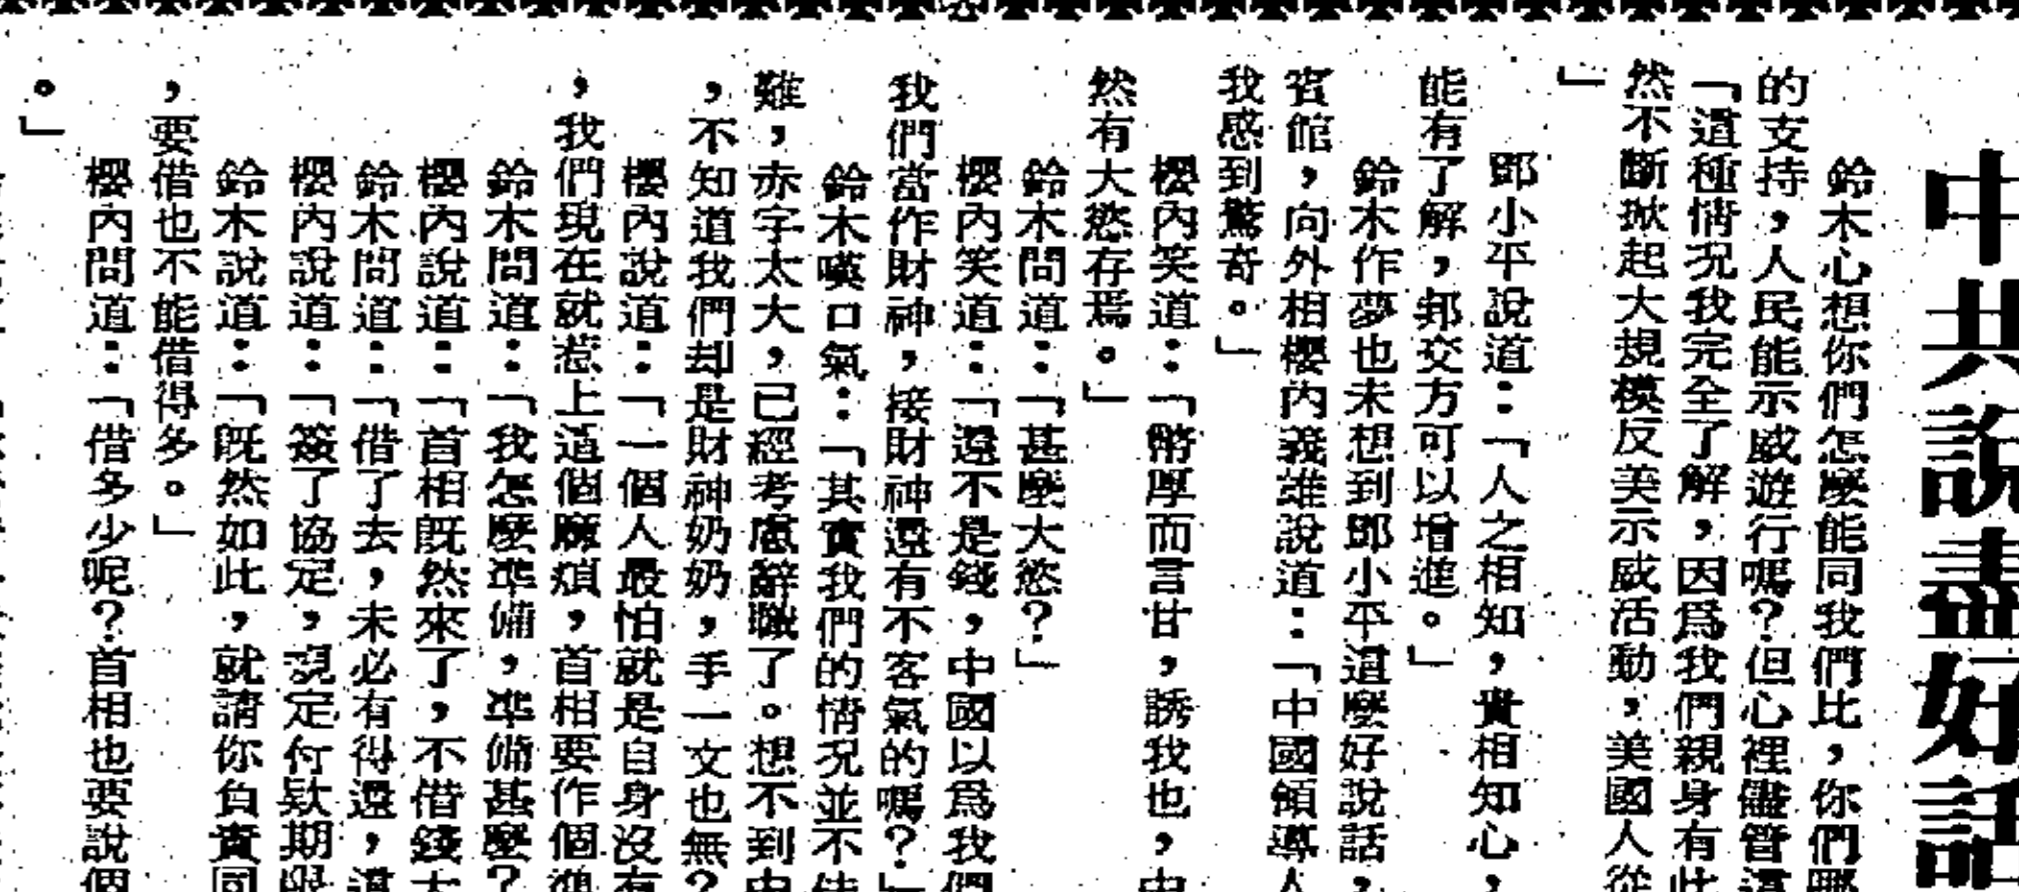 中共說盡好話
鈴木心想你們怎麼能同我們比，你們哪
的支持，人民能示威遊行嗎？但心裡儘管這
「這種情況我完全了解，因爲我們親身有此
然不斷掀起大規模反美示威活動，美國人從
」
鄧小平說道：「人之相知，貴相知心，
能有了解，邦交方可以增進。」
鈴木作夢也未想到鄧小平這麼好說話，
賓館，向外相櫻內義雄說道：「中國領導人
我感到驚奇。」
櫻內笑道：「幣厚而言甘，誘我也，中
然有大慾存焉。」
鈴木問道：「甚麼大慾？」
櫻內笑道：「還不是錢，中國以爲我們
我們當作財神，接財神還有不客氣的嗎？」
鈴木嘆口氣：「其實我們的情況並不佳
難，赤字太大，已經考慮辭職了。想不到中
，不知道我們却是財神奶奶，手一文也無？
櫻內說道：「一個人最怕就是自身沒有
，我們現在就惹上這個麻煩，首相要作個準
鈴木問道：「我怎麼準備，準備甚麼？
櫻內說道：「首相既然來了，不借錢大
鈴木問道：「借了去，未必有得還，還
櫻內說道：「簽了協定，規定付款期限
鈴木說道：「既然如此，就請你負責同
，要借也不能借得多。」
櫻內問道：「借多少呢？首相也要說個
。」